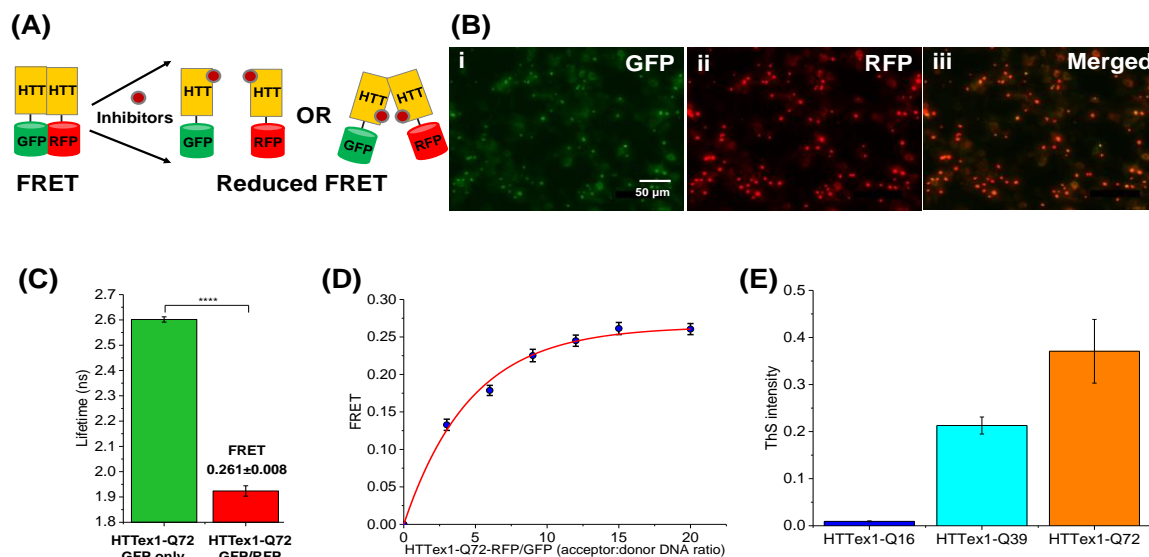 (A)
HTT HTT
GFP RFP
FRET
Inhibitors
HTT
GFP
HTT
RFP
OR
HTT HTT
GFP
RFP
Reduced FRET
(B)
i
GFP
50 μm
ii
RFP
iii
Merged
(C)
Lifetime (ns)
2.7
2.6
2.5
2.4
2.3
2.2
2.1
2.0
1.9
1.8
****
FRET
0.261±0.008
HTTex1-Q72
GFP only
HTTex1-Q72
GFP/RFP
(D)
FRET
0.30
0.25
0.20
0.15
0.10
0.05
0.00
0 5 10 15 20
HTTex1-Q72-RFP/GFP (acceptor:donor DNA ratio)
(E)
ThS intensity
0.5
0.4
0.3
0.2
0.1
0.0
HTTex1-Q16 HTTex1-Q39 HTTex1-Q72